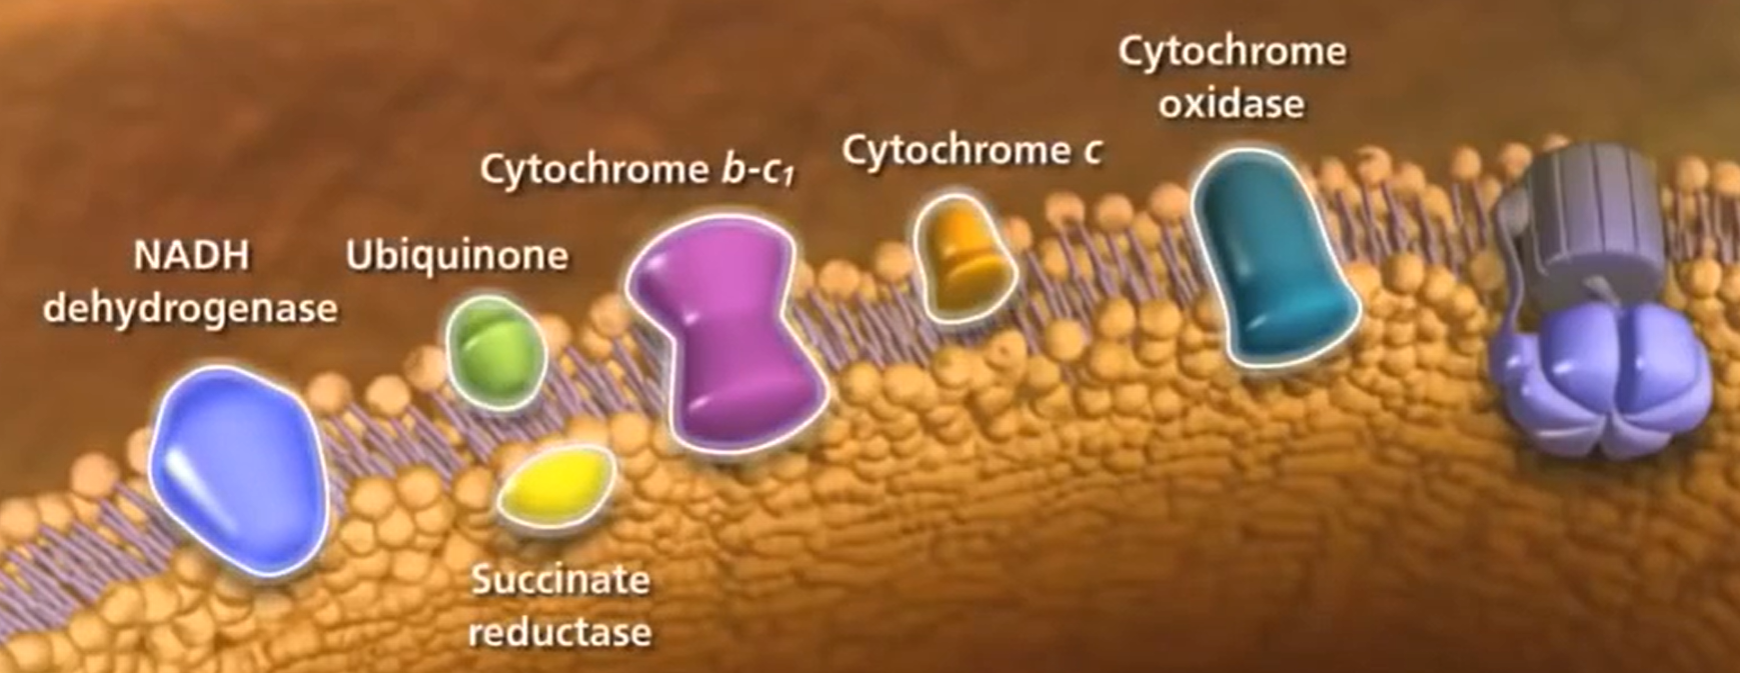 NADH
dehydrogenase
Ubiquinone
Cytochrome b-c₁
Cytochrome c
Cytochrome
oxidase
Succinate
reductase